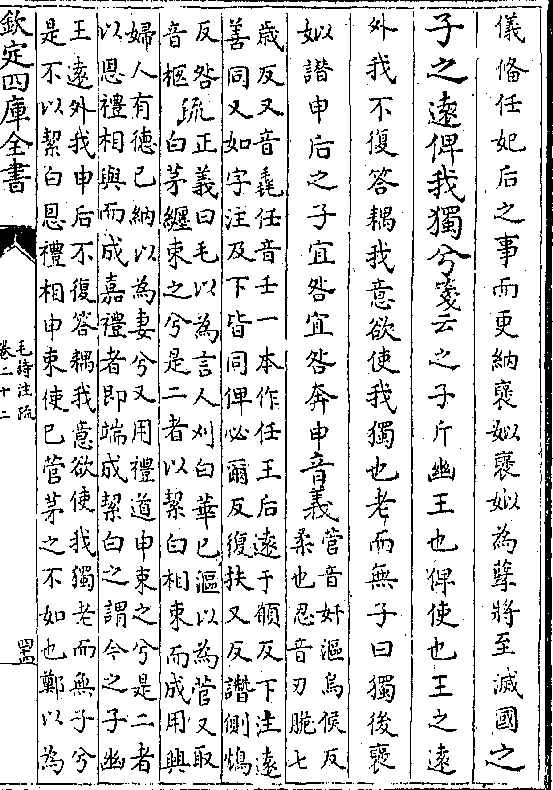 儀備任妃后之事而更納褒姒褒姒為孽將至滅國之
子之遠俾我獨兮箋云之子斥幽王也俾使也王之遠
外我不復答耦我意欲使我獨也老而無子曰獨後褒
姒譖申后之子宜咎宜咎奔申音義
菅音奸漚烏候反
柔也忍音刃脆七
歲反又音毳任音壬一本作任王后遠于願反下注遠
善同又如字注及下皆同俾必爾反復扶又反譖側鴆
反咎音柩
疏正義曰毛以為言人刈白華已漚以為菅又取
白茅纏束之兮是二者以絜白相束而成用興
婦人有德已納以為妻兮又用禮道申束之兮是二者
以恩禮相與而成嘉禮者即端成絜白之謂今之子幽
王遠外我申后不復答耦我意欲使我獨老而無子兮
是不以絜白恩禮相申束使已菅茅之不如也鄭以為
欽定四庫全書
毛詩注疏
卷二十二